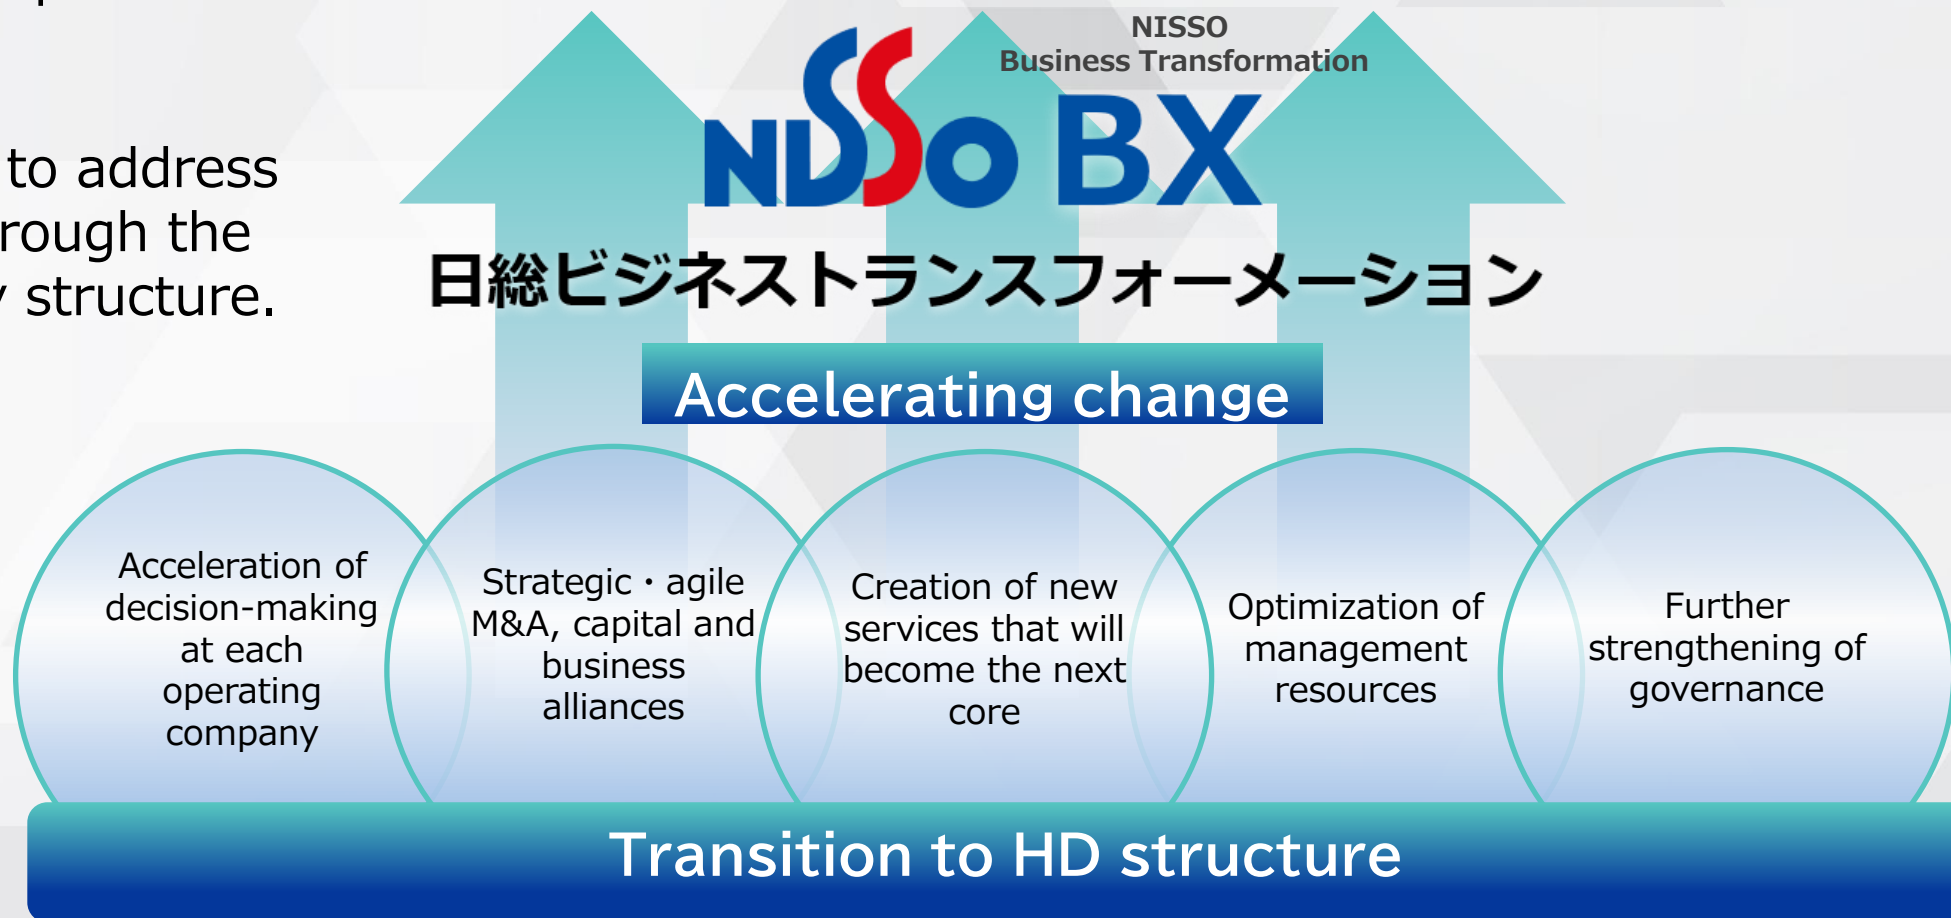 NISSO
Business Transformation
NISSO BX
to address
rough the
structure.
日総ビジネストランスフォーメーション
Accelerating change
Acceleration of
decision-making
at each
operating
company
Strategic・agile
M&A, capital and
business
alliances
Creation of new
services that will
become the next
core
Optimization of
management
resources
Further
strengthening of
governance
Transition to HD structure